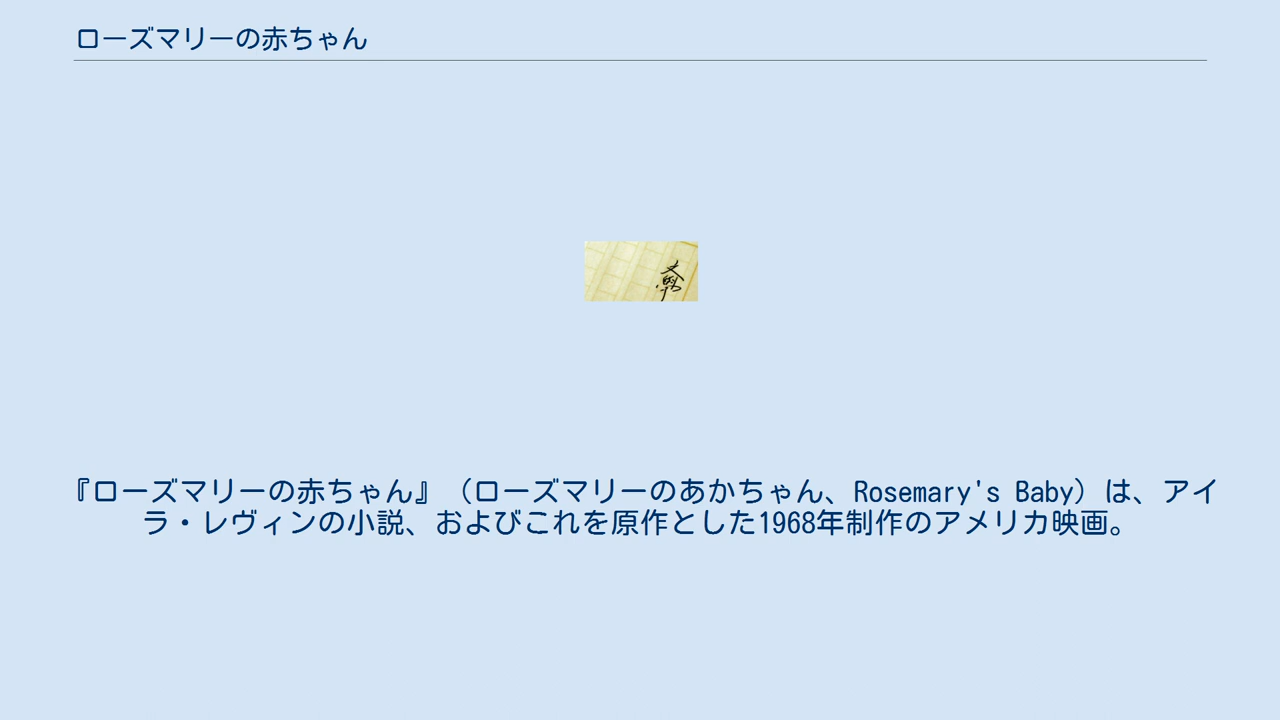 ローズマリーの赤ちゃん
『ローズマリーの赤ちゃん』（ローズマリーのあかちゃん、Rosemary's Baby）は、アイ
ラ・レヴィンの小説、およびこれを原作とした1968年制作のアメリカ映画。